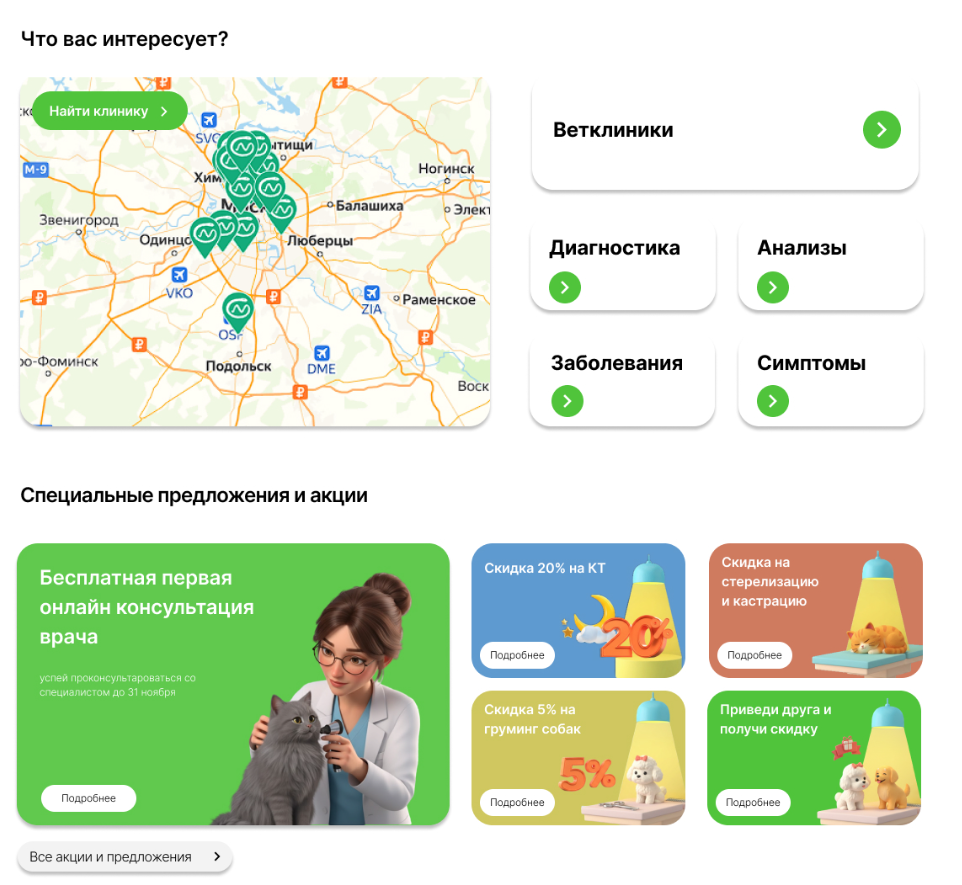 Что вас интересует?
Найти клинику
SVO
ытищи
М-9
Хим
Ногинск
Звенигород
Балашиха
Элект
Одинцо
Люберцы
VKO
ZIA
Раменское
OSF
DME
о-Фоминск
Подольск
Воск
Ветклиники
Диагностика
Анализы
Заболевания
Симптомы
Специальные предложения и акции
Бесплатная первая
онлайн консультация
врача
успей проконсультароваться со
специалистом до 31 ноября
Подробнее
Скидка 20% на КТ
20%
Подробнее
Скидка на
стерелизацию
и кастрацию
Подробнее
Скидка 5% на
груминг собак
5%
Подробнее
Приведи друга и
получи скидку
Подробнее
Все акции и предложения